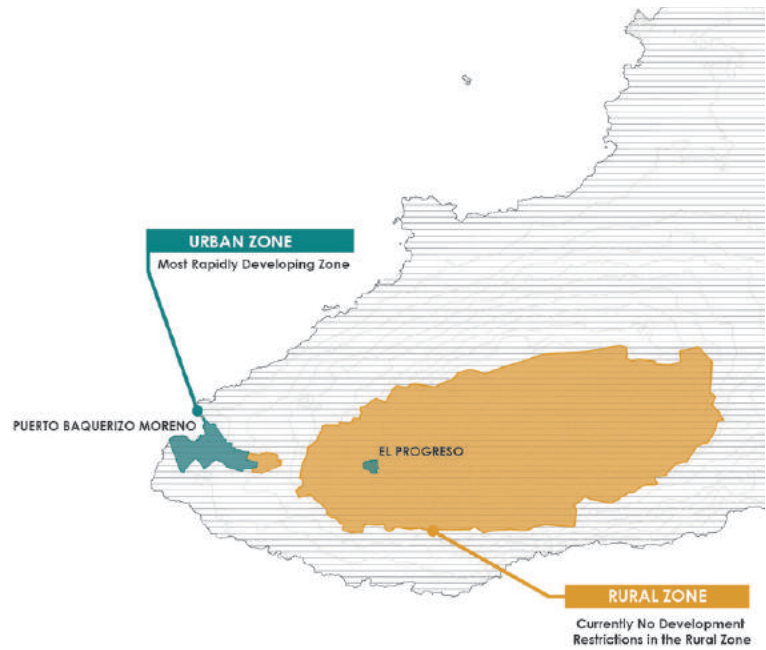 URBAN ZONE
Most Rapidly Developing Zone
PUERTO BAQUERIZO MORENO
EL PROGRESO
RURAL ZONE
Currently No Development
Restrictions in the Rural Zone